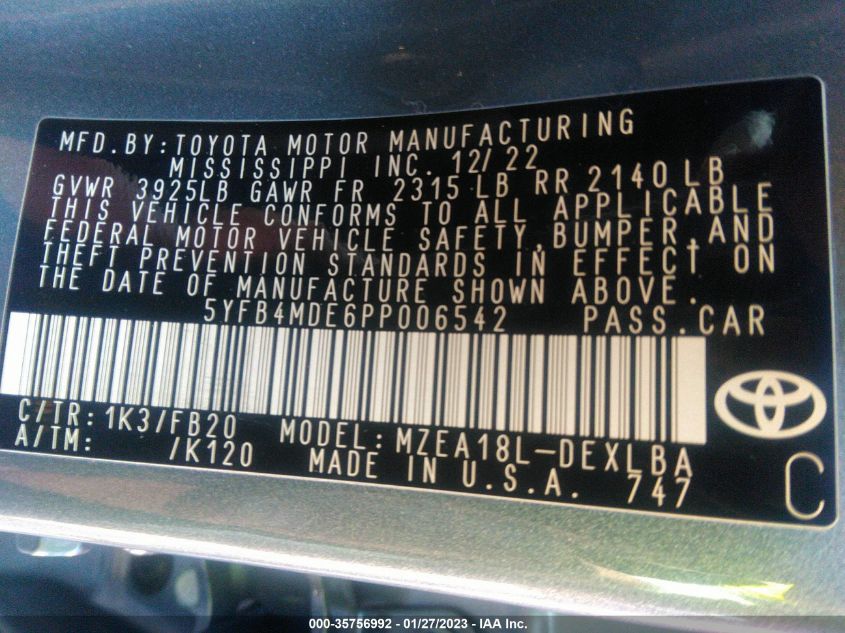 MFD. BY: TOYOTA MOTOR MANUFACTURING
MISSISSIPPI INC. 12/22
GVWR 3925LB GAWR FR 2315 LB RR 2140 LB
THIS VEHICLE CONFORMS TO ALL APPLICABLE
FEDERAL MOTOR VEHICLE SAFETY, BUMPER, AND
THEFT PREVENTION STANDARDS IN EFFECT ON
THE DATE OF MANUFACTURE SHOWN ABOVE.
5YFB4MDE6PP006542 PASS. CAR
C/TR: 1K3/FB20 MODEL: MZEA18L-DEXLBA
A/TM: /K120 MADE IN U.S.A. 747
C
000-35756992 / 01/27/2023 - IAA Inc.